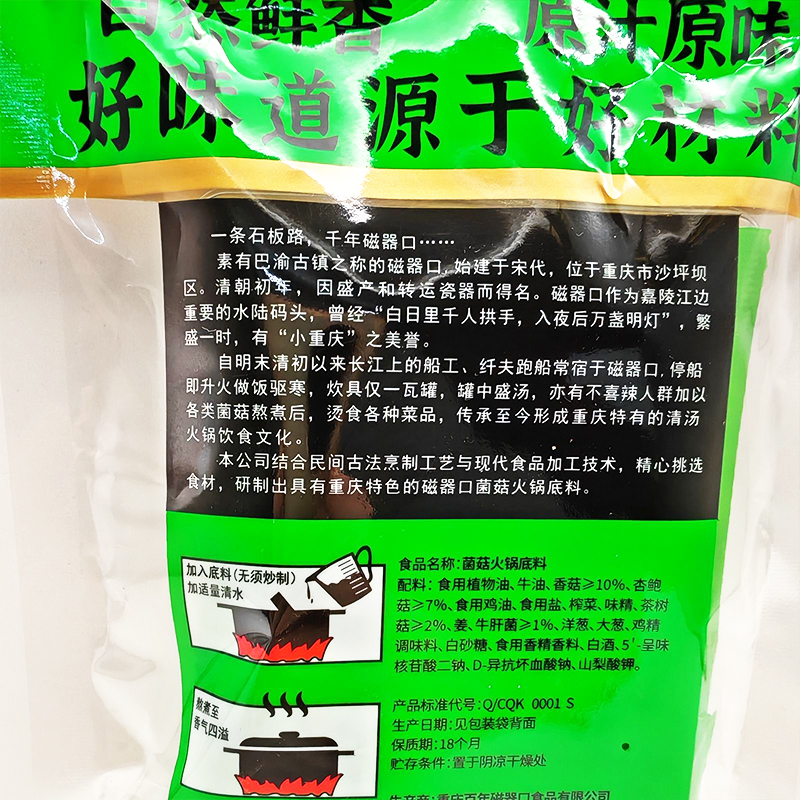 自然鲜香 原汁原味
好味道源于好材料
一条石板路，千年磁器口……
素有巴渝古镇之称的磁器口，始建于宋代，位于重庆市沙坪坝
区。清朝初年，因盛产和转运瓷器而得名。磁器口作为嘉陵江边
重要的水陆码头，曾经“白日里千人拱手，入夜后万盏明灯”，繁
盛一时，有“小重庆”之美誉。
自明末清初以来长江上的船工、纤夫跑船常宿于磁器口，停船
即升火做饭驱寒，炊具仅一瓦罐，罐中盛汤，亦有不喜辣人群加以
各类菌菇熬煮后，烫食各种菜品，传承至今形成重庆特有的清汤
火锅饮食文化。
本公司结合民间古法烹制工艺与现代食品加工技术，精心挑选
食材，研制出具有重庆特色的磁器口菌菇火锅底料。
加入底料（无须炒制）
加适量清水
熬煮至
香气四溢
食品名称：菌菇火锅底料
配料：食用植物油、牛油、香菇≥10%、杏鲍
菇≥7%、食用鸡油、食用盐、榨菜、味精、茶树
菇≥2%、姜、牛肝菌≥1%、洋葱、大葱、鸡精
调味料、白砂糖、食用香精香料、白酒、5'-呈味
核苷酸二钠、D-异抗坏血酸钠、山梨酸钾。
产品标准代号：Q/CQK 0001 S
生产日期：见包装袋背面
保质期：18个月
贮存条件：置于阴凉干燥处
生产商：重庆百年磁器口食品有限公司